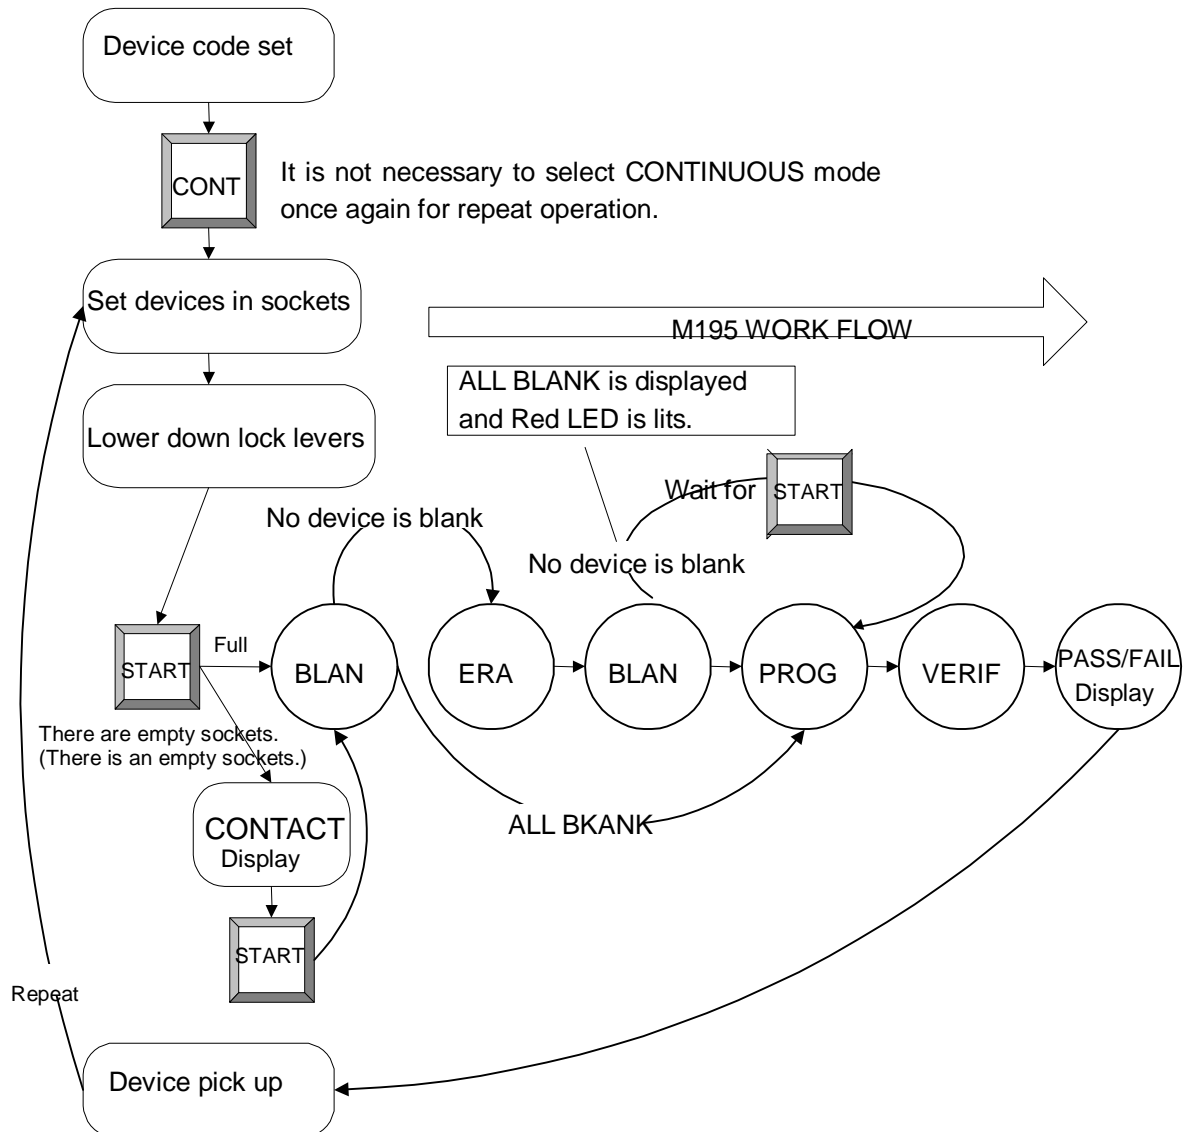 Device code set
CONT
It is not necessary to select CONTINUOUS mode
once again for repeat operation.
Set devices in sockets
M195 WORK FLOW
ALL BLANK is displayed
and Red LED is lits.
Lower down lock levers
Wait for
START
No device is blank
No device is blank
START
Full
BLAN
ERA
BLAN
PROG
VERIF
PASS/FAIL
Display
There are empty sockets.
(There is an empty sockets.)
CONTACT
Display
ALL BKANK
START
Repeat
Device pick up